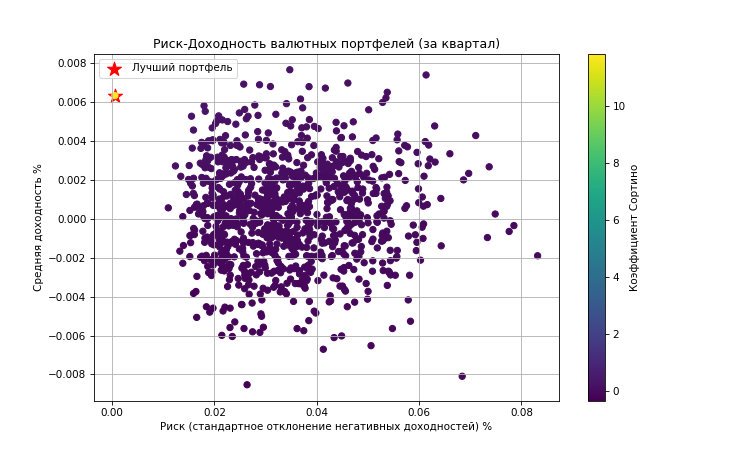 Риск-Доходность валютных портфелей (за квартал)
Лучший портфель
0.008
0.006
0.004
0.002
0.000
−0.002
−0.004
−0.006
−0.008
Средняя доходность %
0.00 0.02 0.04 0.06 0.08
Риск (стандартное отклонение негативных доходностей) %
10
8
6
4
2
0
Коэффициент Сортино